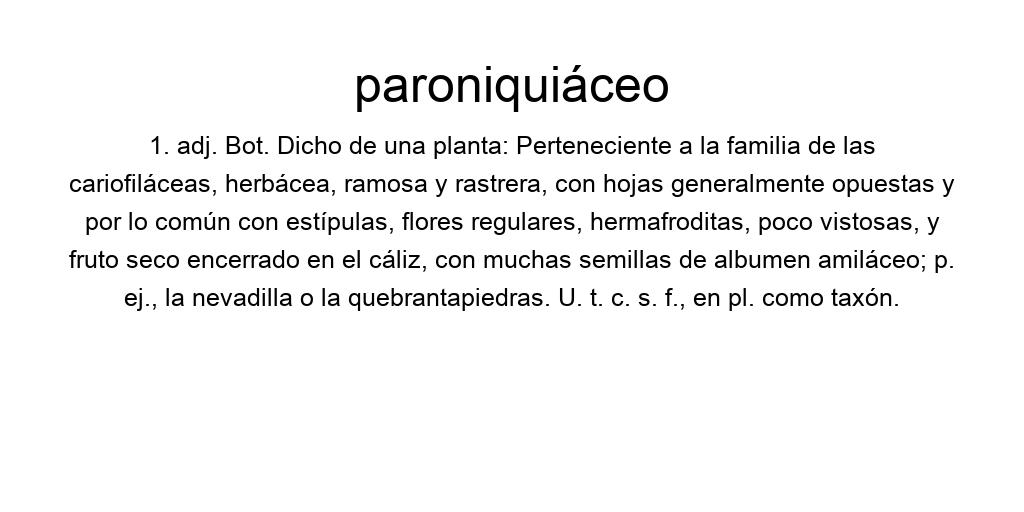 paroniquiáceo
1. adj. Bot. Dicho de una planta: Perteneciente a la familia de las
cariofiláceas, herbácea, ramosa y rastrera, con hojas generalmente opuestas y
por lo común con estípulas, flores regulares, hermafroditas, poco vistosas, y
fruto seco encerrado en el cáliz, con muchas semillas de albumen amiláceo; p.
ej., la nevadilla o la quebrantapiedras. U. t. c. s. f., en pl. como taxón.